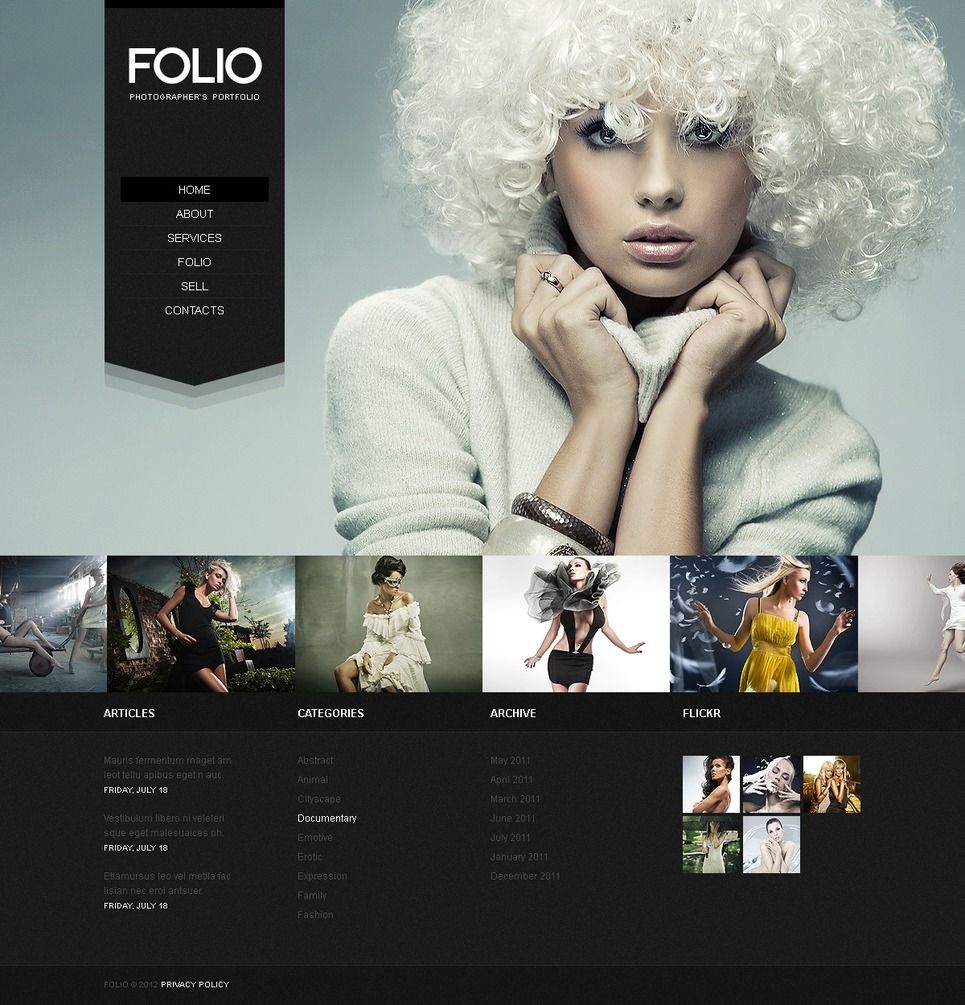 FOLIO
PHOTOGRAPHER'S PORTFOLIO
HOME
ABOUT
SERVICES
FOLIO
SELL
CONTACTS
ARTICLES
Mauris fermentum maget am
leot tellu apibus eget n auc.
FRIDAY, JULY 18
Vestibulum libero ni veleleri
sque eget malesuaices ph.
FRIDAY, JULY 18
Etiamursus leo vel metlla fac
lisian nec eroi antsuer.
FRIDAY, JULY 18
CATEGORIES
Abstract
Animal
Cityscape
Documentary
Emotive
Erotic
Expression
Family
Fashion
ARCHIVE
May 2011
April 2011
March 2011
June 2011
July 2011
January 2011
December 2011
FLICKR
FOLIO © 2012 PRIVACY POLICY